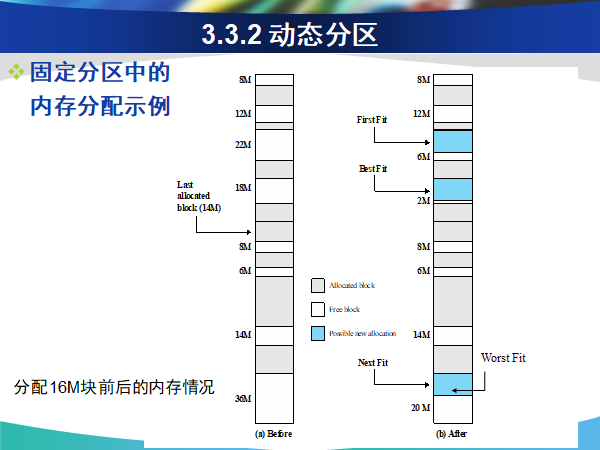 3.3.2 动态分区
固定分区中的
内存分配示例
8M
12M
22M
18M
Last
allocated
block (14M)
8M
6M
14M
36M
(a) Before
8M
First Fit
12M
6M
Best Fit
2M
8M
6M
Allocated block
Free block
Possible new allocation
14M
Next Fit
Worst Fit
20 M
(b) After
分配16M块前后的内存情况